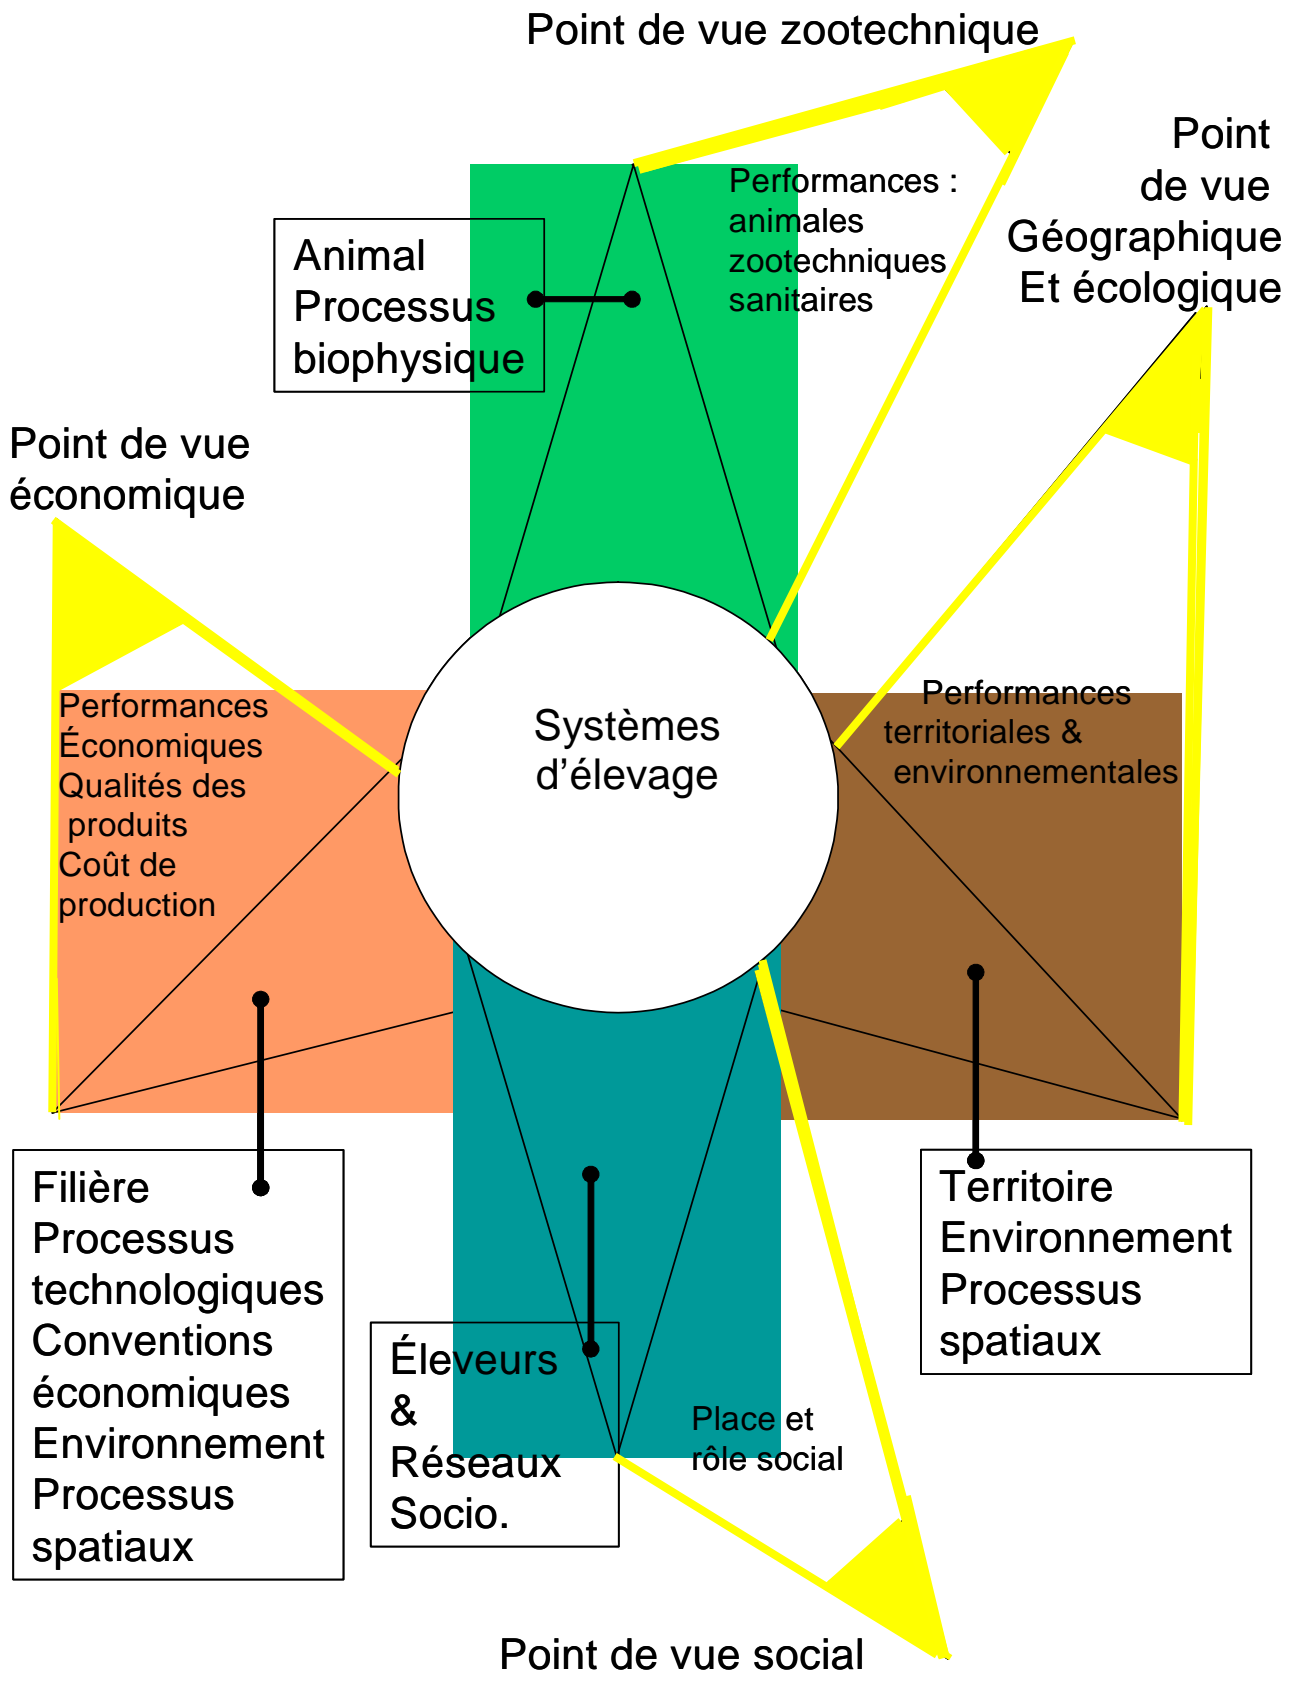 Point de vue zootechnique
Point
de vue
Géographique
Et écologique
Performances :
animales
zootechniques
sanitaires
Animal
Processus
biophysique
Point de vue
économique
Performances
Économiques
Qualités des
produits
Coût de
production
Systèmes
d’élevage
Performances
territoriales &
environnementales
Filière
Processus
technologiques
Conventions
économiques
Environnement
Processus
spatiaux
Éleveurs
&
Réseaux
Socio.
Place et
rôle social
Territoire
Environnement
Processus
spatiaux
Point de vue social